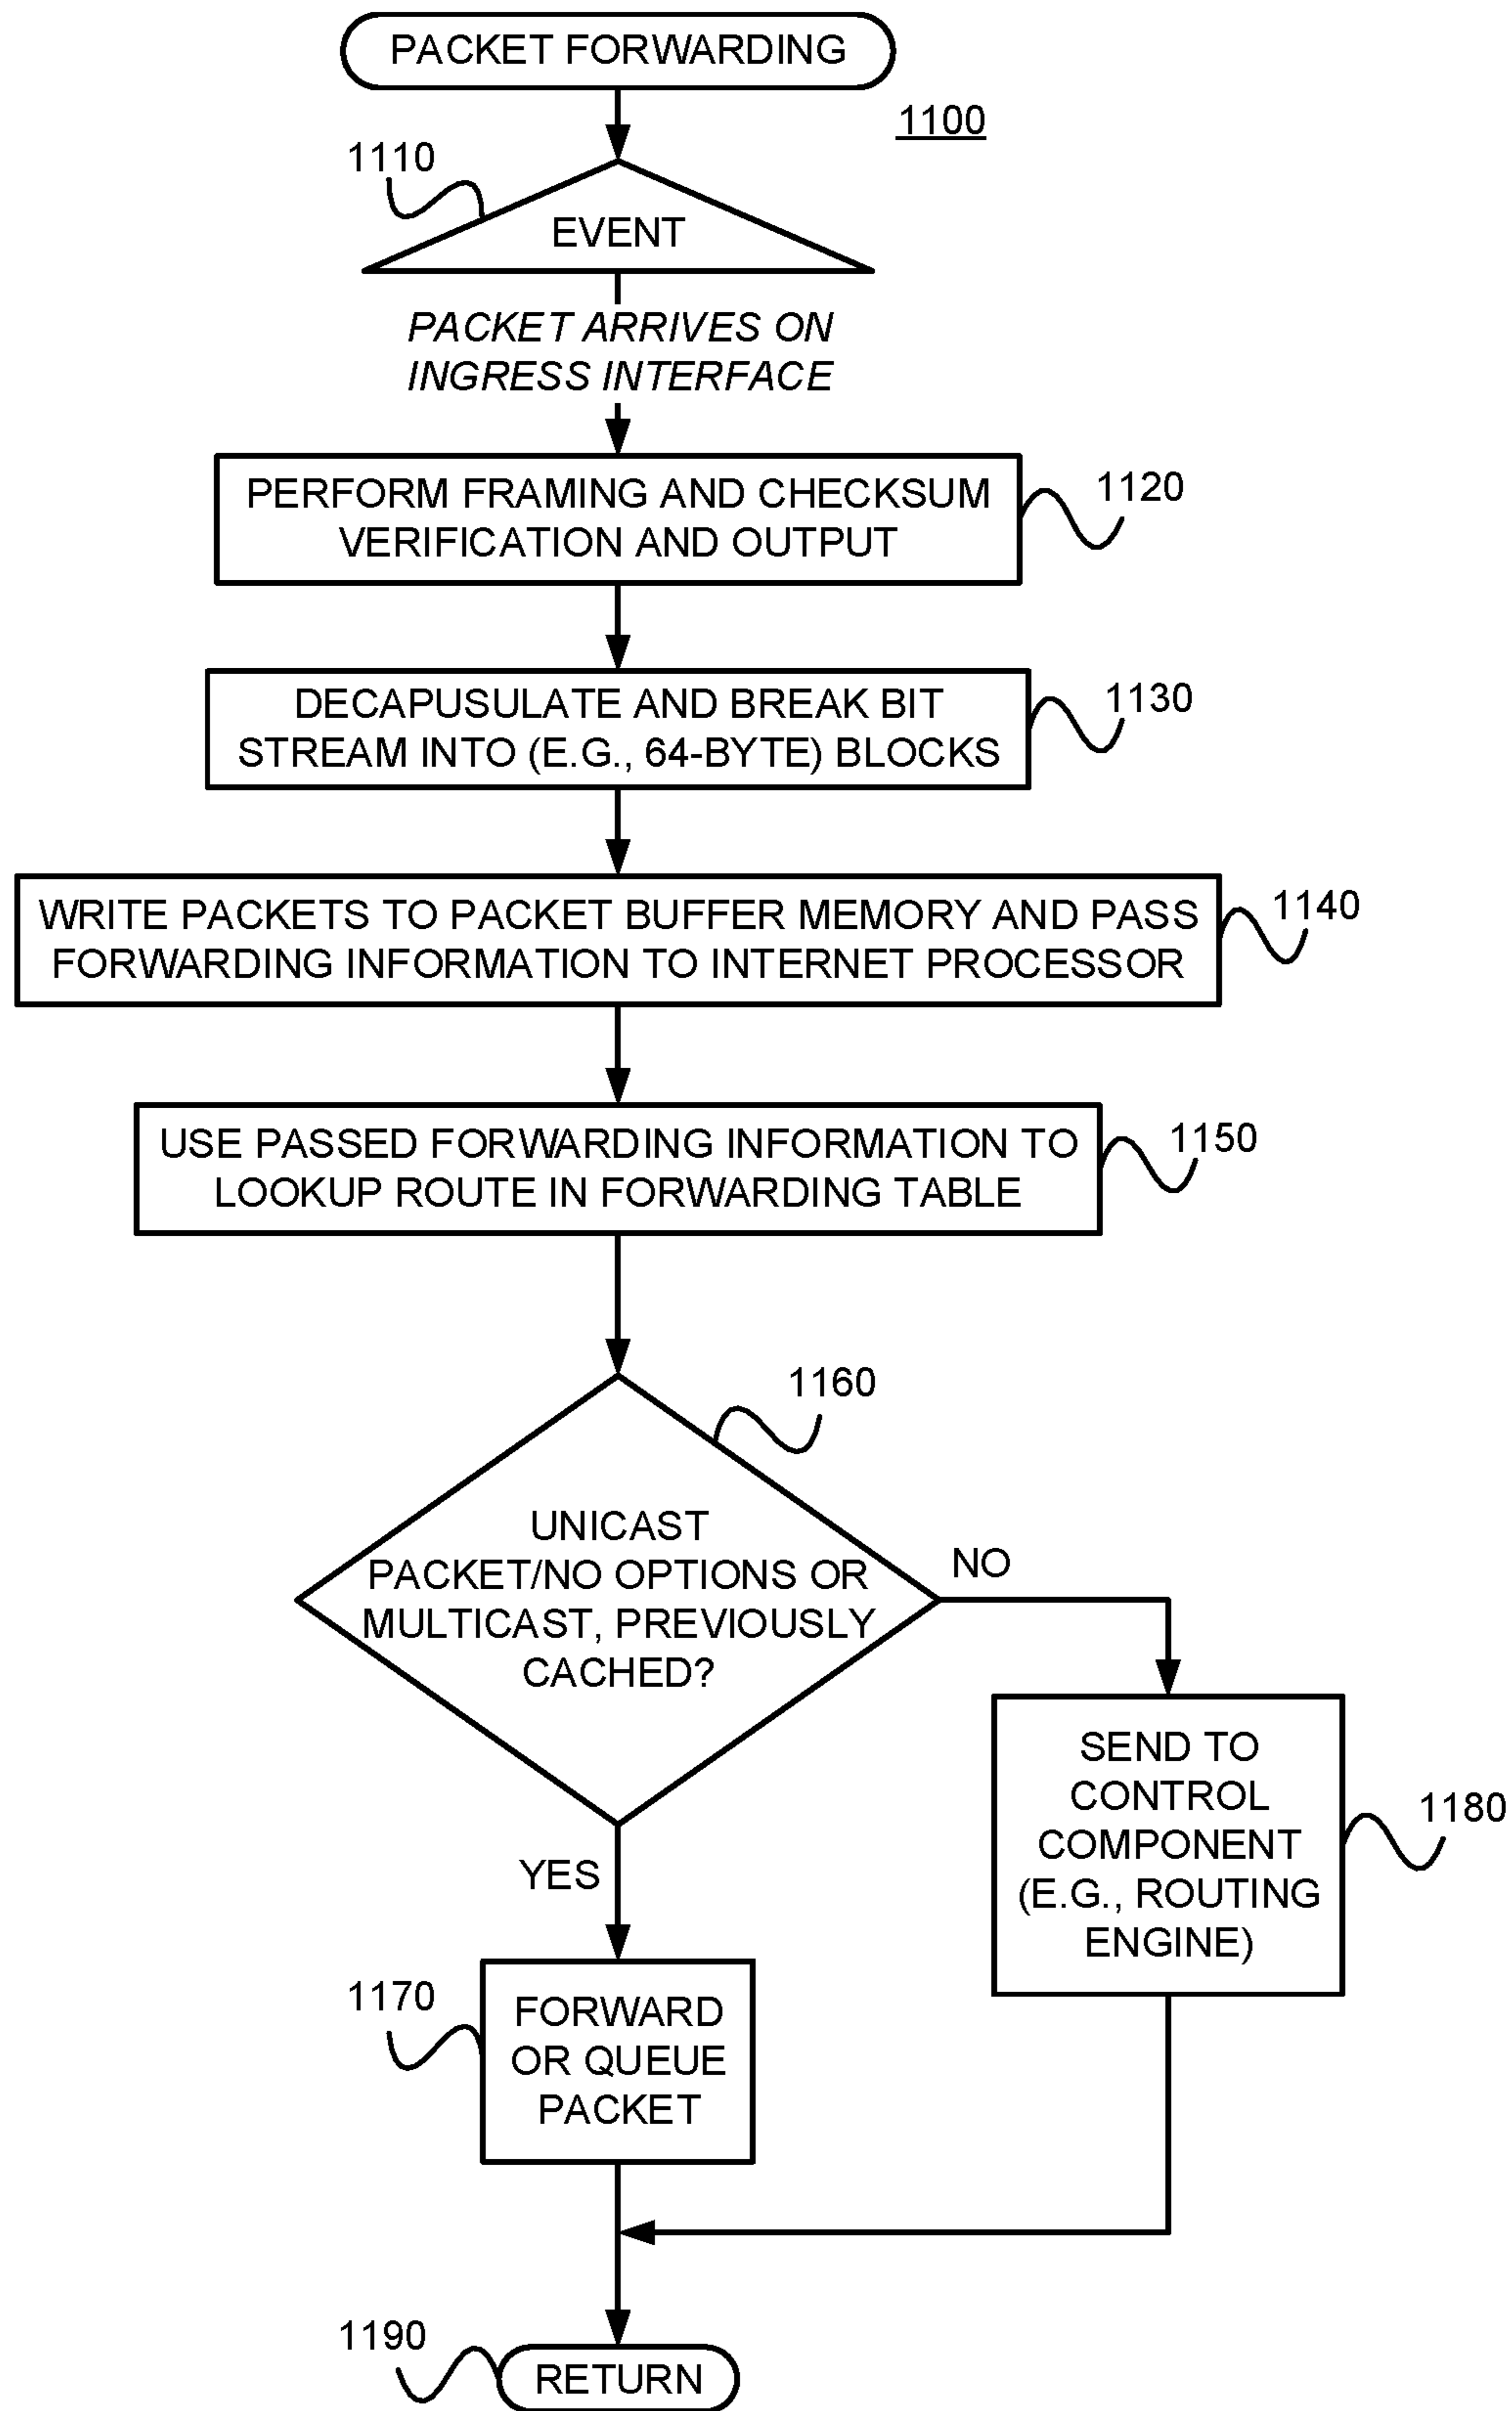 PACKET FORWARDING
1100
1110
EVENT
PACKET ARRIVES ON
INGRESS INTERFACE
PERFORM FRAMING AND CHECKSUM
VERIFICATION AND OUTPUT
1120
DECAPUSULATE AND BREAK BIT
STREAM INTO (E.G., 64-BYTE) BLOCKS
1130
WRITE PACKETS TO PACKET BUFFER MEMORY AND PASS
FORWARDING INFORMATION TO INTERNET PROCESSOR
1140
USE PASSED FORWARDING INFORMATION TO
LOOKUP ROUTE IN FORWARDING TABLE
1150
1160
UNICAST
PACKET/NO OPTIONS OR
MULTICAST, PREVIOUSLY
CACHED?
NO
SEND TO
CONTROL
COMPONENT
(E.G., ROUTING
ENGINE)
1180
YES
1170
FORWARD
OR QUEUE
PACKET
1190
RETURN